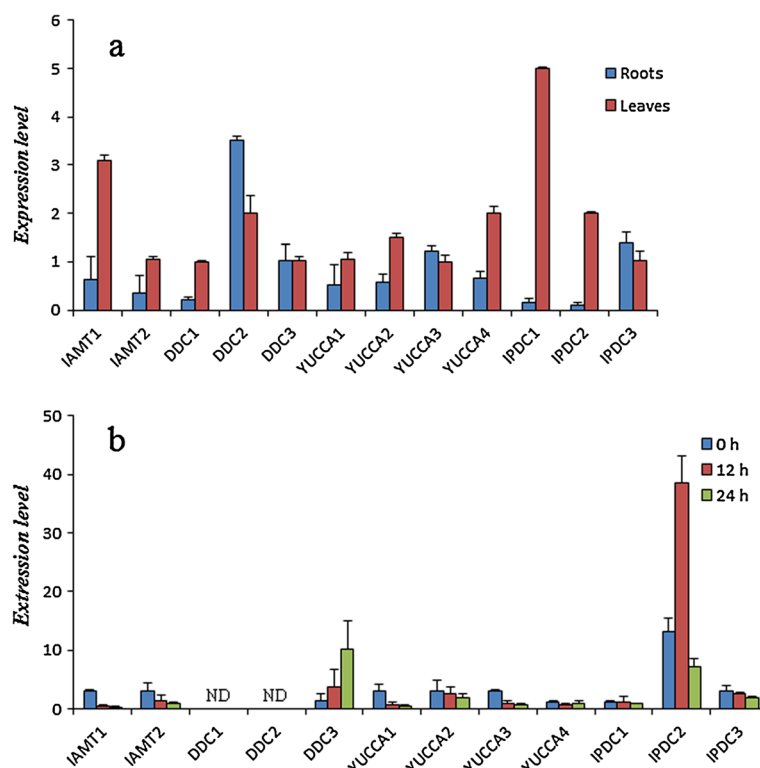 a
Expression level
6
5
4
3
2
1
0
Roots
Leaves
IAMT1 IAMT2 DDC1 DDC2 DDC3 YUCCA1 YUCCA2 YUCCA3 YUCCA4 IPDC1 IPDC2 IPDC3
b
Extression level
50
40
30
20
10
0
0 h
12 h
24 h
ND ND
IAMT1 IAMT2 DDC1 DDC2 DDC3 YUCCA1 YUCCA2 YUCCA3 YUCCA4 IPDC1 IPDC2 IPDC3